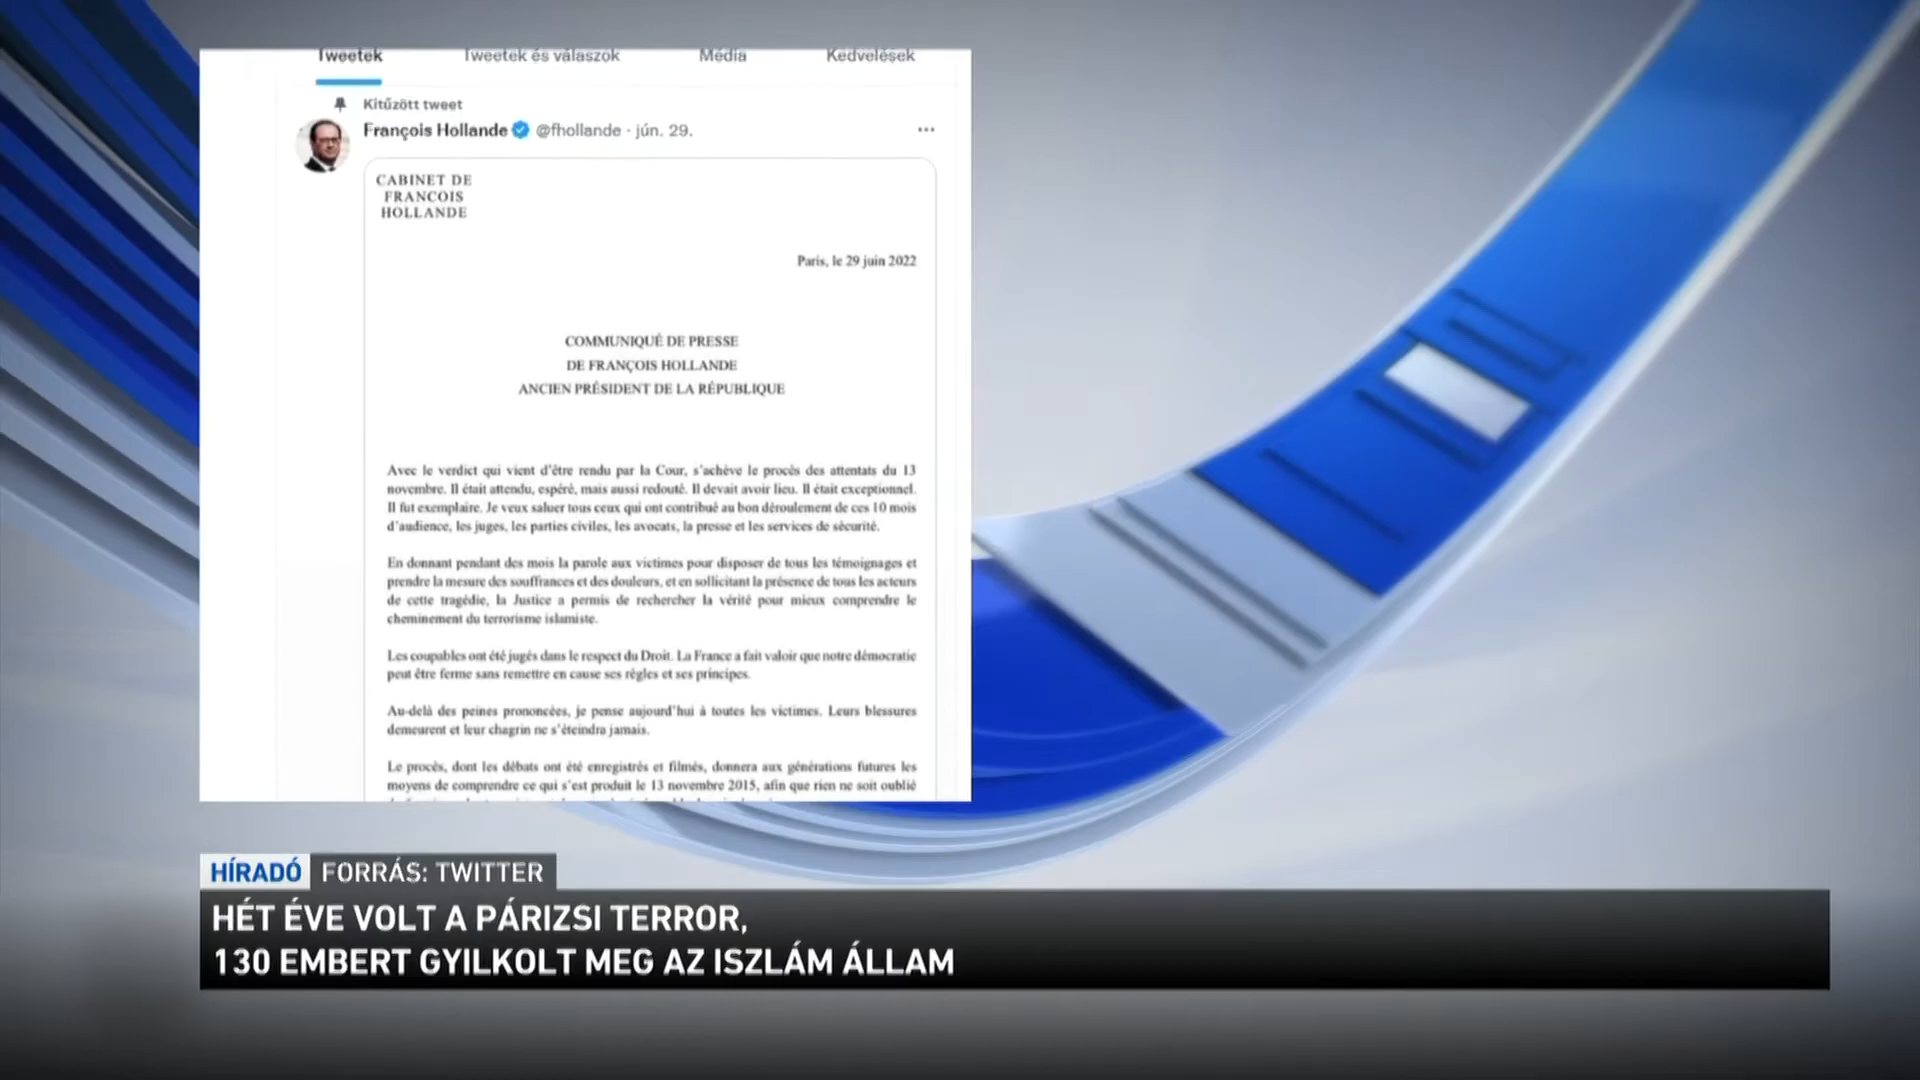 Tweetek Tweetek és válaszok Média Kedvelések
Kitűzött tweet
François Hollande @fhollande · jún. 29. ...
CABINET DE
FRANCOIS
HOLLANDE
Paris, le 29 juin 2022
COMMUNIQUÉ DE PRESSE
DE FRANÇOIS HOLLANDE
ANCIEN PRÉSIDENT DE LA RÉPUBLIQUE
Avec le verdict qui vient d'être rendu par la Cour, s'achève le procès des attentats du 13
novembre. Il était attendu, espéré, mais aussi redouté. Il devait avoir lieu. Il était exceptionnel.
Il fut exemplaire. Je veux saluer tous ceux qui ont contribué au bon déroulement de ces 10 mois
d'audience, les juges, les parties civiles, les avocats, la presse et les services de sécurité.
En donnant pendant des mois la parole aux victimes pour disposer de tous les témoignages et
prendre la mesure des souffrances et des douleurs, et en sollicitant la présence de tous les acteurs
de cette tragédie, la Justice a permis de rechercher la vérité pour mieux comprendre le
cheminement du terrorisme islamiste.
Les coupables ont été jugés dans le respect du Droit. La France a fait valoir que notre démocratie
peut être ferme sans remettre en cause ses règles et ses principes.
Au-delà des peines prononcées, je pense aujourd'hui à toutes les victimes. Leurs blessures
demeurent et leur chagrin ne s'éteindra jamais.
Le procès, dont les débats ont été enregistrés et filmés, donnera aux générations futures les
moyens de comprendre ce qui s'est produit le 13 novembre 2015, afin que rien ne soit oublié
HÍRADÓ FORRÁS: TWITTER
HÉT ÉVE VOLT A PÁRIZSI TERROR,
130 EMBERT GYILKOLT MEG AZ ISZLÁM ÁLLAM